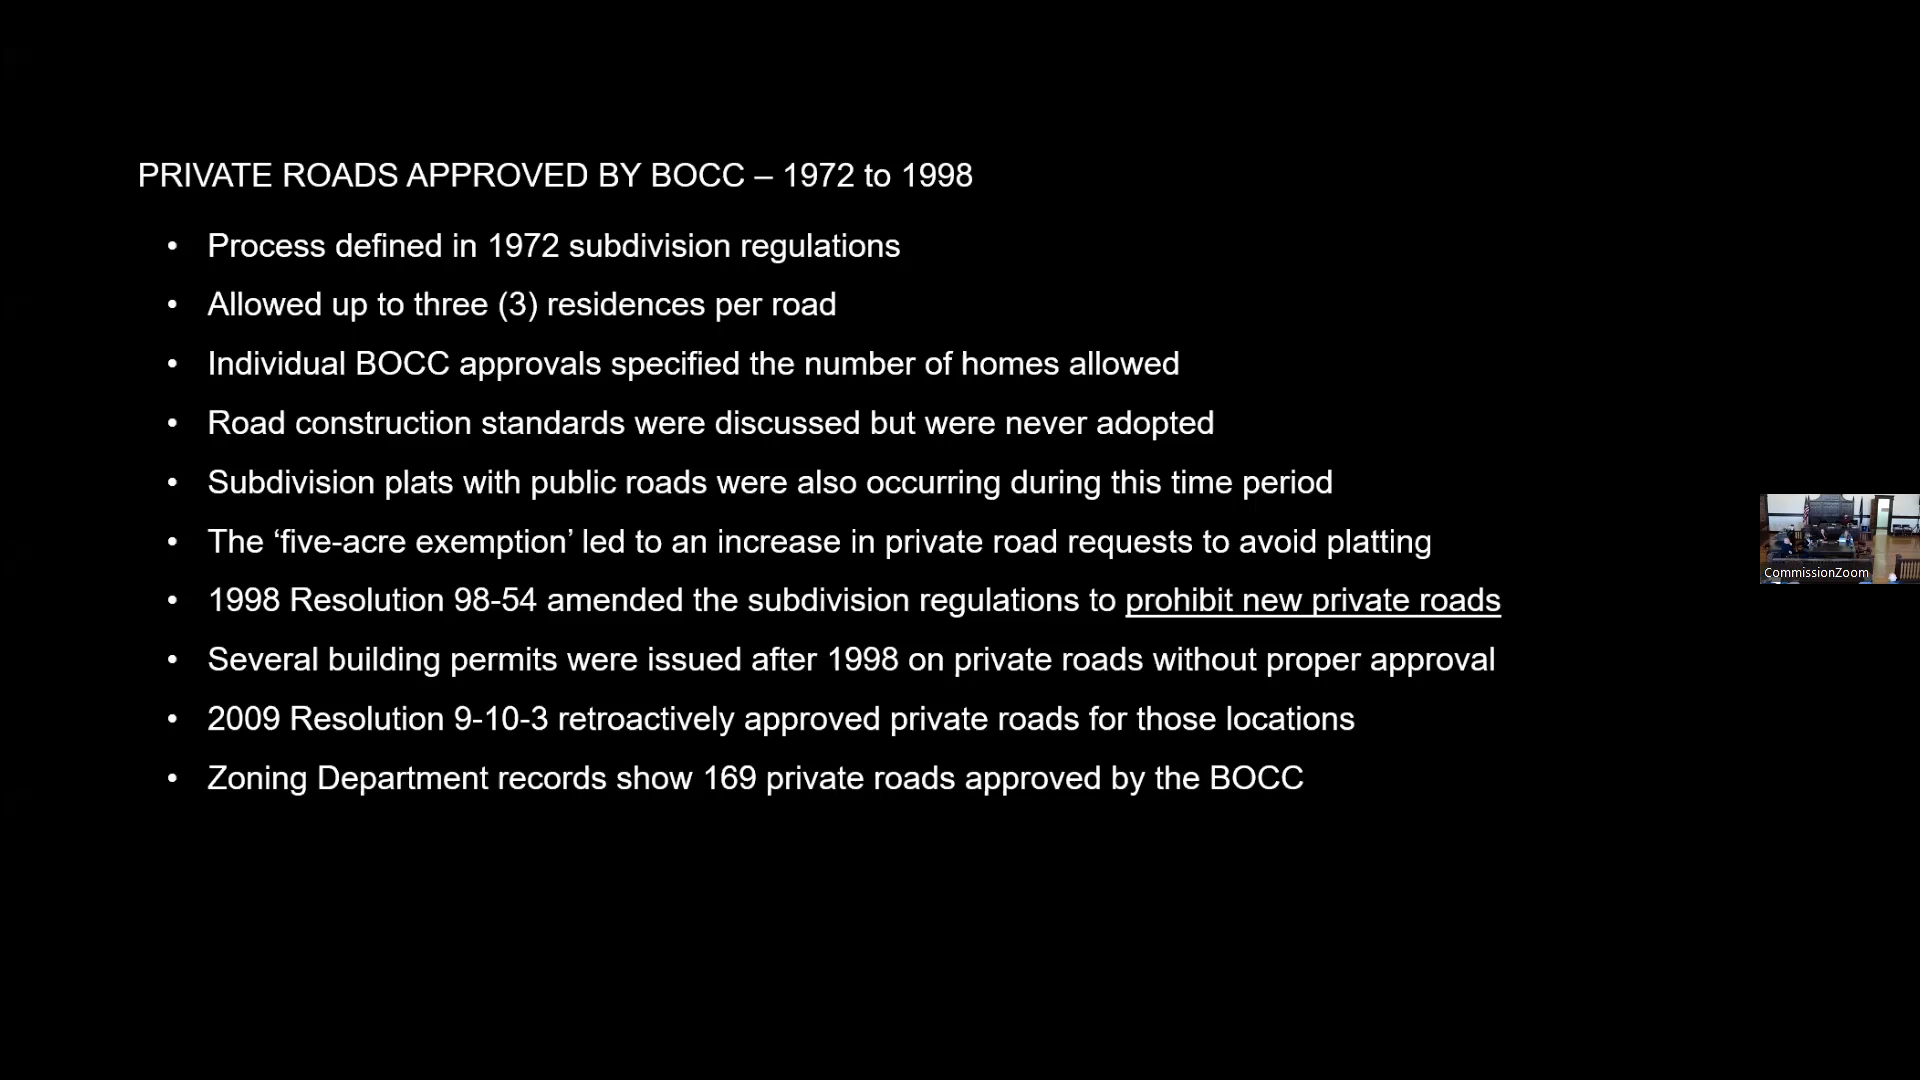 PRIVATE ROADS APPROVED BY BOCC – 1972 to 1998
• Process defined in 1972 subdivision regulations
• Allowed up to three (3) residences per road
• Individual BOCC approvals specified the number of homes allowed
• Road construction standards were discussed but were never adopted
• Subdivision plats with public roads were also occurring during this time period
• The ‘five-acre exemption’ led to an increase in private road requests to avoid platting
• 1998 Resolution 98-54 amended the subdivision regulations to prohibit new private roads
• Several building permits were issued after 1998 on private roads without proper approval
• 2009 Resolution 9-10-3 retroactively approved private roads for those locations
• Zoning Department records show 169 private roads approved by the BOCC
CommissionZoom